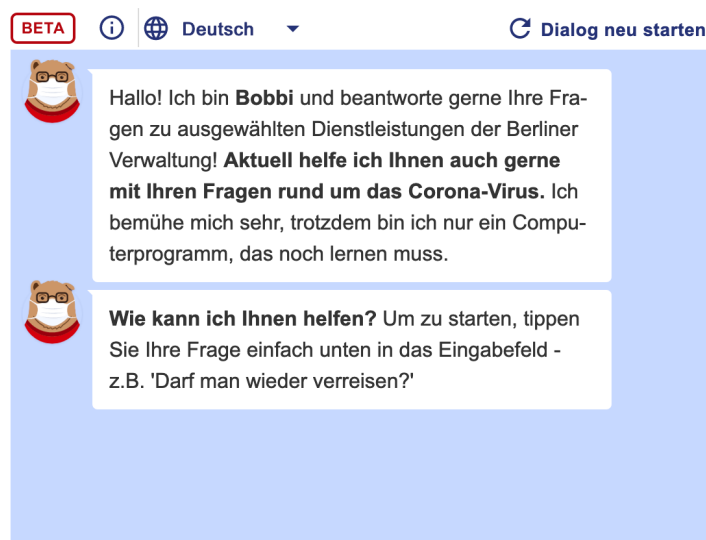 BETA Deutsch Dialog neu starten
Hallo! Ich bin Bobbi und beantworte gerne Ihre Fra-
gen zu ausgewählten Dienstleistungen der Berliner
Verwaltung! Aktuell helfe ich Ihnen auch gerne
mit Ihren Fragen rund um das Corona-Virus. Ich
bemühe mich sehr, trotzdem bin ich nur ein Compu-
terprogramm, das noch lernen muss.
Wie kann ich Ihnen helfen? Um zu starten, tippen
Sie Ihre Frage einfach unten in das Eingabefeld -
z.B. 'Darf man wieder verreisen?'